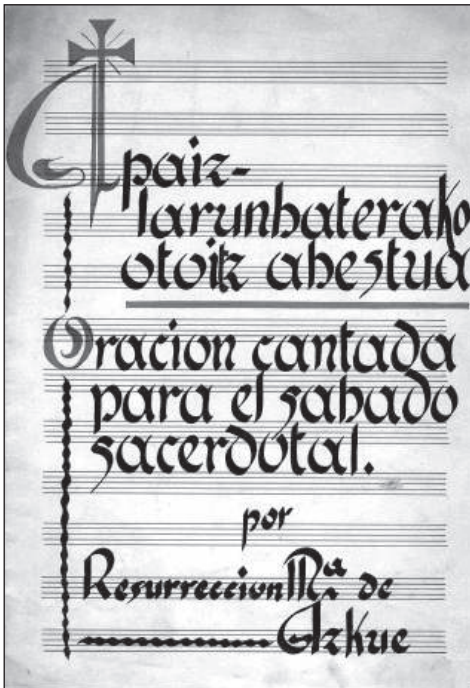 Apaiz-
larunbaterako
otoitz abestua
Oracion cantada
para el sabado
sacerdotal.
por
Resurreccion Mª de
Azkue